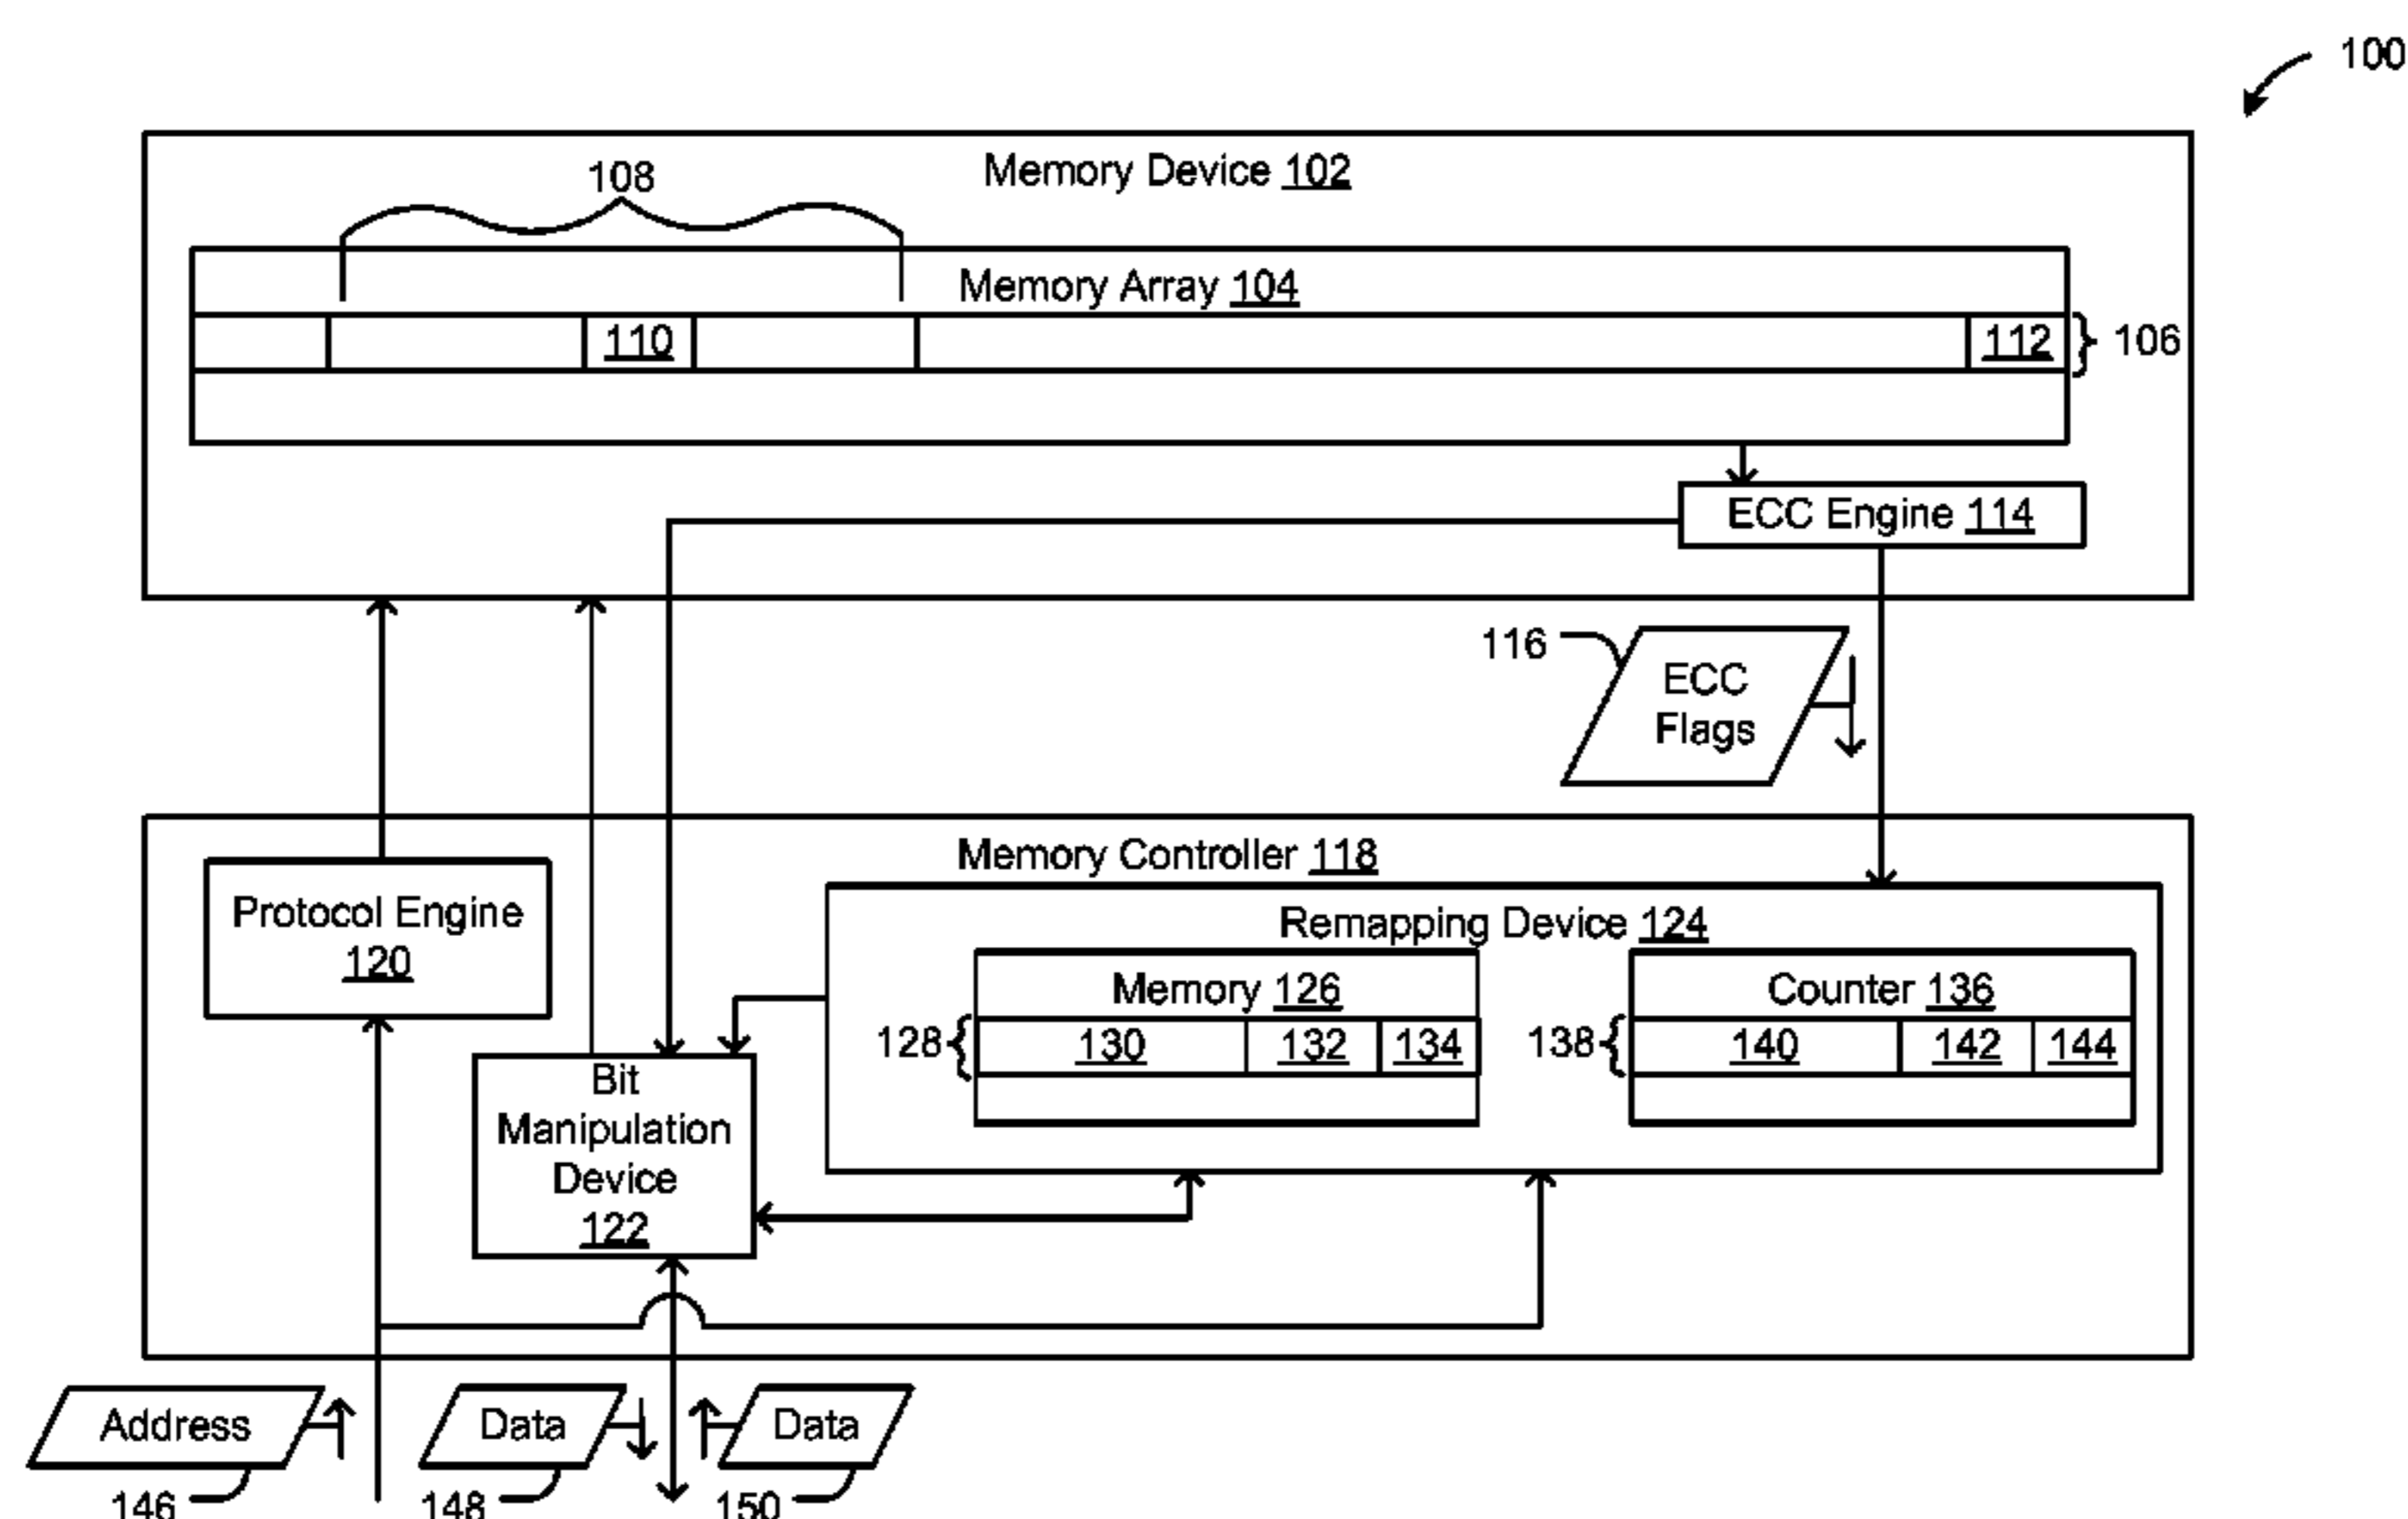 100
Memory Device 102
108
Memory Array 104
110
112
106
ECC Engine 114
116
ECC
Flags
Memory Controller 118
Protocol Engine
120
Remapping Device 124
Memory 126
Counter 136
128
130
132
134
138
140
142
144
Bit
Manipulation
Device
122
Address
Data
Data
146
148
150